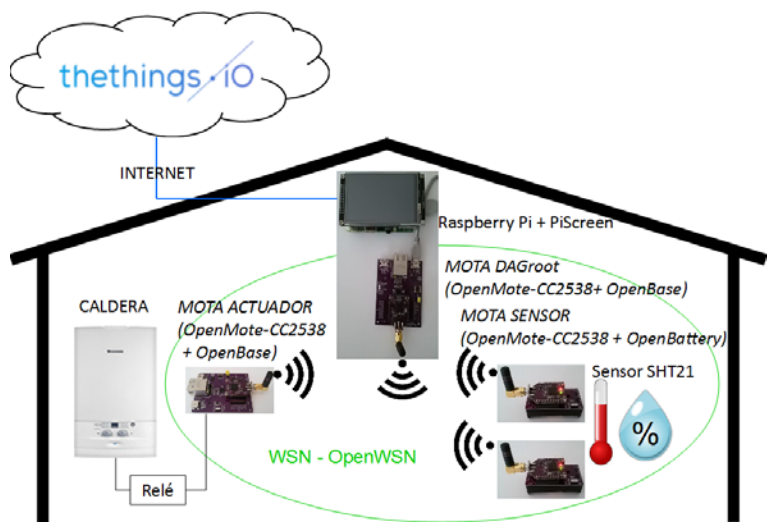 thethings.iO
INTERNET
Raspberry Pi + PiScreen
MOTA DAGroot
(OpenMote-CC2538+ OpenBase)
CALDERA
MOTA ACTUADOR
(OpenMote-CC2538
+ OpenBase)
MOTA SENSOR
(OpenMote-CC2538 + OpenBattery)
Sensor SHT21
%
WSN - OpenWSN
Relé